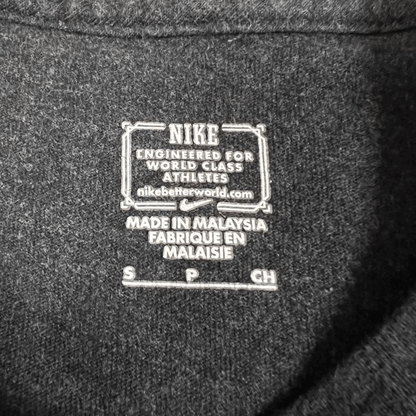 NIKE
ENGINEERED FOR
WORLD CLASS
ATHLETES
nikebetterworld.com
MADE IN MALAYSIA
FABRIQUE EN
MALAISIE
S P CH